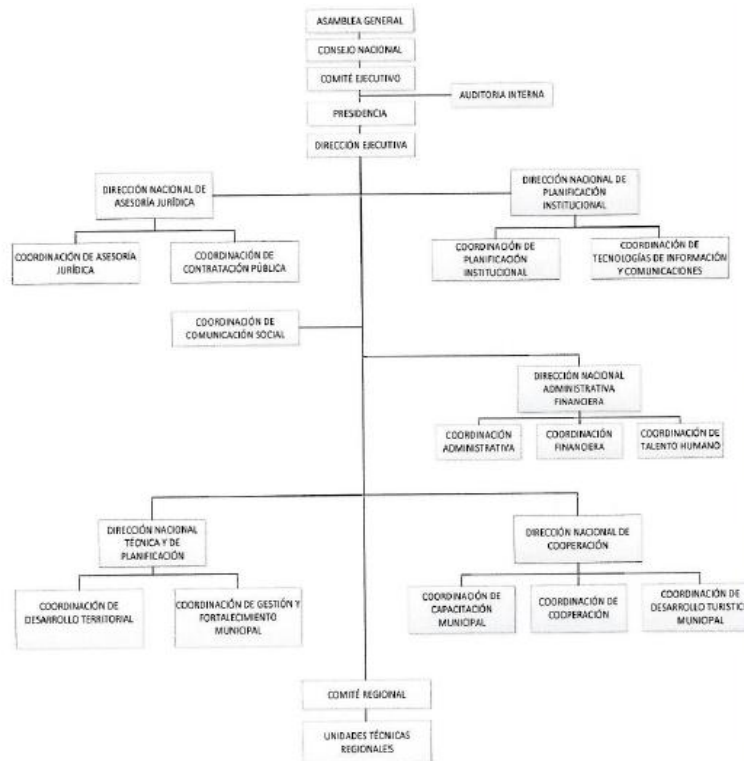 ASAMBLEA GENERAL
CONSEJO NACIONAL
COMITÉ EJECUTIVO
AUDITORIA INTERNA
PRESIDENCIA
DIRECCIÓN EJECUTIVA
DIRECCIÓN NACIONAL DE
ASESORÍA JURÍDICA
DIRECCIÓN NACIONAL DE
PLANIFICACIÓN
INSTITUCIONAL
COORDINACIÓN DE ASESORÍA
JURÍDICA
COORDINACIÓN DE
CONTRATACIÓN PÚBLICA
COORDINACIÓN DE
PLANIFICACIÓN
INSTITUCIONAL
COORDINACIÓN DE
TECNOLOGÍAS DE INFORMACIÓN
Y COMUNICACIONES
COORDINACIÓN DE
COMUNICACIÓN SOCIAL
DIRECCIÓN NACIONAL
ADMINISTRATIVA
FINANCIERA
COORDINACIÓN
ADMINISTRATIVA
COORDINACIÓN
FINANCIERA
COORDINACIÓN DE
TALENTO HUMANO
DIRECCIÓN NACIONAL
TÉCNICA Y DE
PLANIFICACIÓN
DIRECCIÓN NACIONAL DE
COOPERACIÓN
COORDINACIÓN DE
DESARROLLO TERRITORIAL
COORDINACIÓN DE GESTIÓN Y
FORTALECIMIENTO
MUNICIPAL
COORDINACIÓN DE
CAPACITACIÓN
MUNICIPAL
COORDINACIÓN DE
COOPERACIÓN
COORDINACIÓN DE
DESARROLLO TURISTIC
MUNICIPAL
COMITÉ REGIONAL
UNIDADES TÉCNICAS
REGIONALES